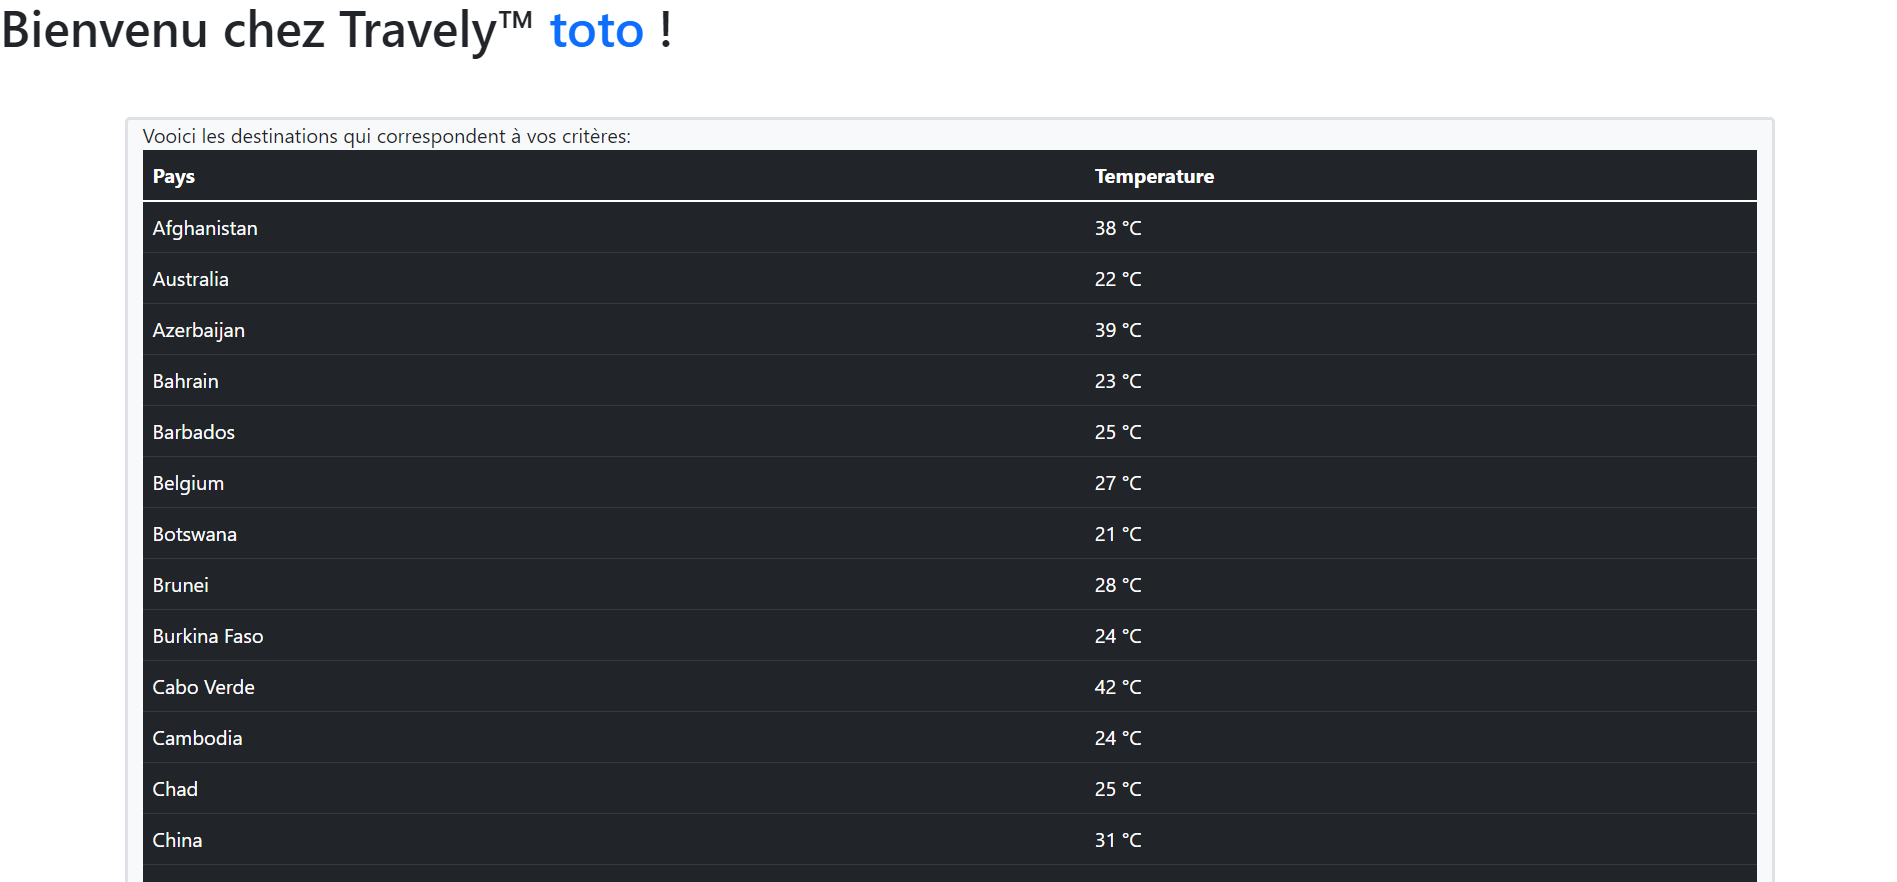 Bienvenu chez Travely™ toto !
Vooici les destinations qui correspondent à vos critères:
Pays Temperature
Afghanistan 38 °C
Australia 22 °C
Azerbaijan 39 °C
Bahrain 23 °C
Barbados 25 °C
Belgium 27 °C
Botswana 21 °C
Brunei 28 °C
Burkina Faso 24 °C
Cabo Verde 42 °C
Cambodia 24 °C
Chad 25 °C
China 31 °C